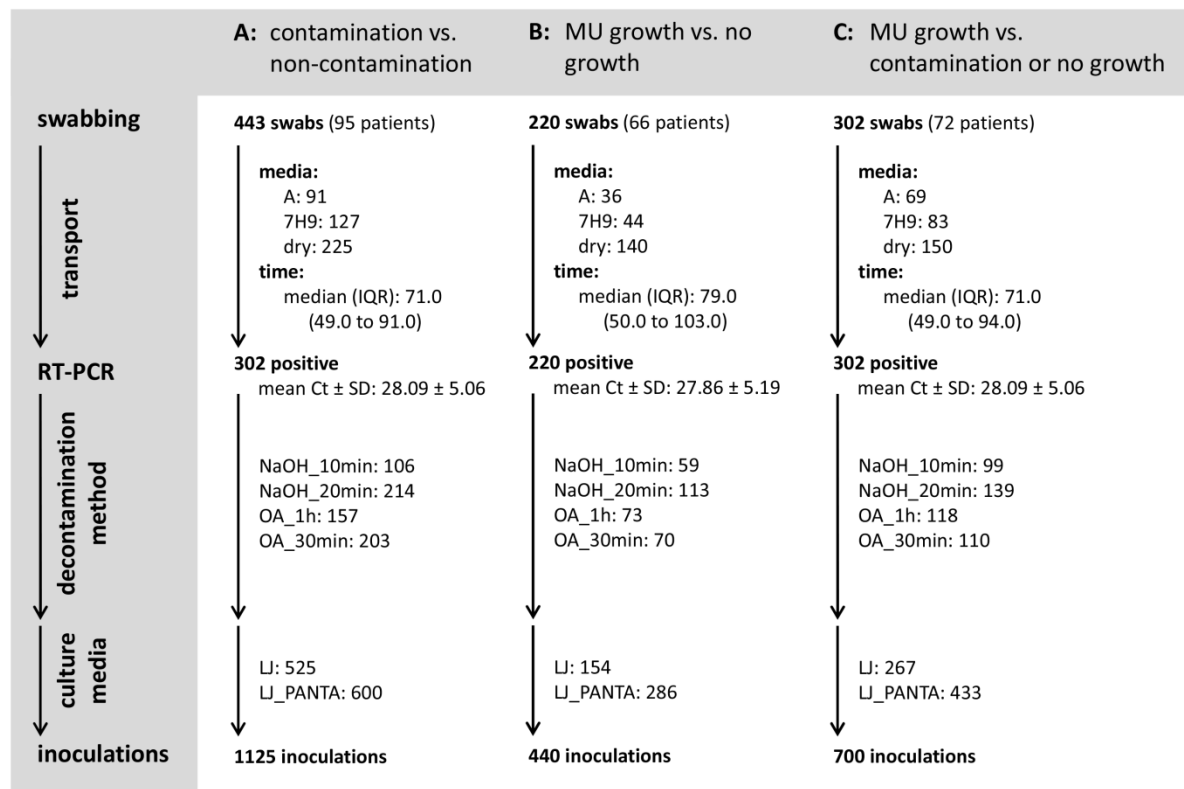 A: contamination vs.
non-contamination
B: MU growth vs. no
growth
C: MU growth vs.
contamination or no growth
swabbing
443 swabs (95 patients)
220 swabs (66 patients)
302 swabs (72 patients)
transport
media:
A: 91
7H9: 127
dry: 225
time:
median (IQR): 71.0
(49.0 to 91.0)
media:
A: 36
7H9: 44
dry: 140
time:
median (IQR): 79.0
(50.0 to 103.0)
media:
A: 69
7H9: 83
dry: 150
time:
median (IQR): 71.0
(49.0 to 94.0)
RT-PCR
302 positive
mean Ct ± SD: 28.09 ± 5.06
220 positive
mean Ct ± SD: 27.86 ± 5.19
302 positive
mean Ct ± SD: 28.09 ± 5.06
decontamination
method
NaOH_10min: 106
NaOH_20min: 214
OA_1h: 157
OA_30min: 203
NaOH_10min: 59
NaOH_20min: 113
OA_1h: 73
OA_30min: 70
NaOH_10min: 99
NaOH_20min: 139
OA_1h: 118
OA_30min: 110
culture
media
LJ: 525
LJ_PANTA: 600
LJ: 154
LJ_PANTA: 286
LJ: 267
LJ_PANTA: 433
inoculations
1125 inoculations
440 inoculations
700 inoculations